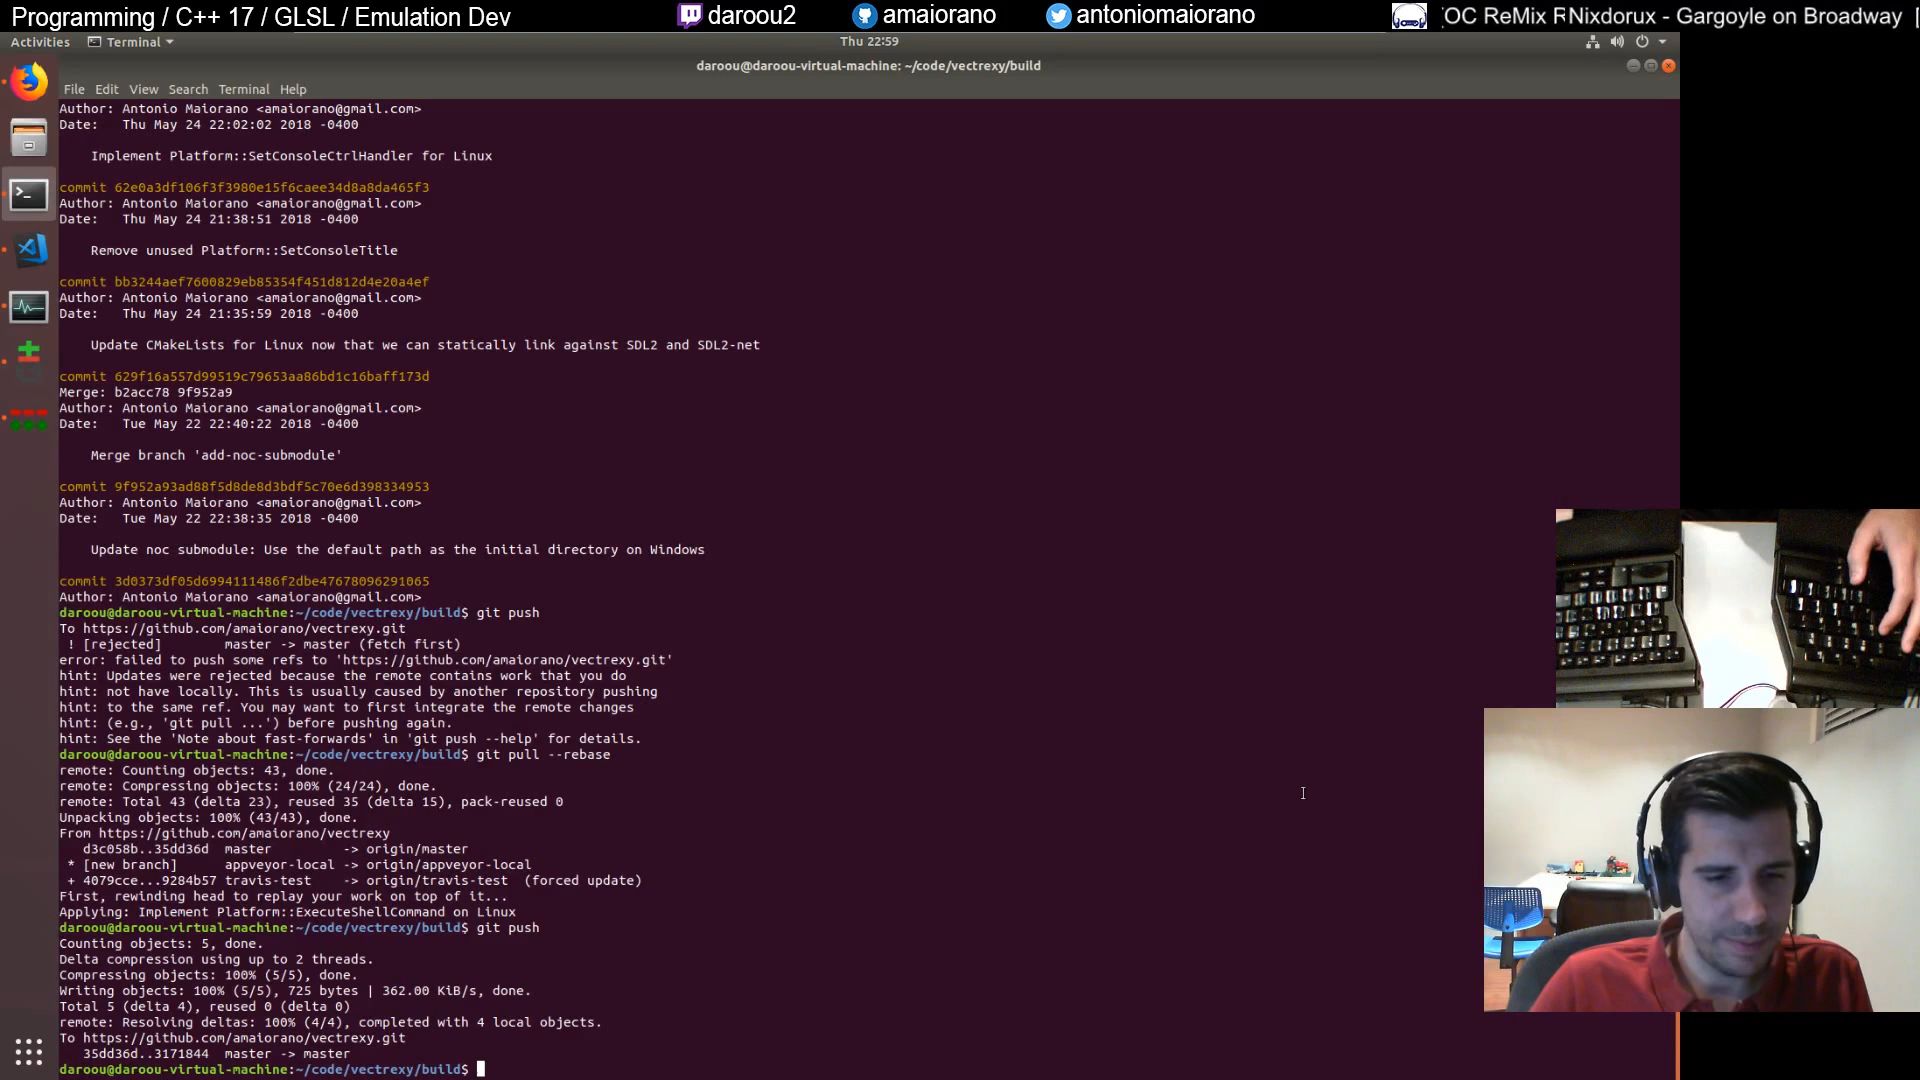 Programming / C++ 17 / GLSL / Emulation Dev
daroou2
amaiorano
antoniomaiorano
OC ReMix R
Nixdorux - Gargoyle on Broadway
Activities
Terminal
Thu 22:59
daroou@daroou-virtual-machine: ~/code/vectrexy/build
File Edit View Search Terminal Help
Author: Antonio Maiorano <amaiorano@gmail.com>
Date:   Thu May 24 22:02:02 2018 -0400
Implement Platform::SetConsoleCtrlHandler for Linux
commit 62e0a3df106f3f3980e15f6caee34d8a8da465f3
Author: Antonio Maiorano <amaiorano@gmail.com>
Date:   Thu May 24 21:38:51 2018 -0400
Remove unused Platform::SetConsoleTitle
commit bb3244aef7600829eb85354f451d812d4e20a4ef
Author: Antonio Maiorano <amaiorano@gmail.com>
Date:   Thu May 24 21:35:59 2018 -0400
Update CMakeLists for Linux now that we can statically link against SDL2 and SDL2-net
commit 629f16a557d99519c79653aa86bd1c16baff173d
Merge: b2acc78 9f952a9
Author: Antonio Maiorano <amaiorano@gmail.com>
Date:   Tue May 22 22:40:22 2018 -0400
Merge branch 'add-noc-submodule'
commit 9f952a93ad88f5d8de8d3bdf5c70e6d398334953
Author: Antonio Maiorano <amaiorano@gmail.com>
Date:   Tue May 22 22:38:35 2018 -0400
Update noc submodule: Use the default path as the initial directory on Windows
commit 3d0373df05d6994111486f2dbe47678096291065
Author: Antonio Maiorano <amaiorano@gmail.com>
daroou@daroou-virtual-machine:~/code/vectrexy/build$ git push
To https://github.com/amaiorano/vectrexy.git
! [rejected]        master -> master (fetch first)
error: failed to push some refs to 'https://github.com/amaiorano/vectrexy.git'
hint: Updates were rejected because the remote contains work that you do
hint: not have locally. This is usually caused by another repository pushing
hint: to the same ref. You may want to first integrate the remote changes
hint: (e.g., 'git pull ...') before pushing again.
hint: See the 'Note about fast-forwards' in 'git push --help' for details.
daroou@daroou-virtual-machine:~/code/vectrexy/build$ git pull --rebase
remote: Counting objects: 43, done.
remote: Compressing objects: 100% (24/24), done.
remote: Total 43 (delta 23), reused 35 (delta 15), pack-reused 0
Unpacking objects: 100% (43/43), done.
From https://github.com/amaiorano/vectrexy
d3c058b..35dd36d  master         -> origin/master
* [new branch]      appveyor-local -> origin/appveyor-local
+ 4079cce...9284b57 travis-test    -> origin/travis-test  (forced update)
First, rewinding head to replay your work on top of it...
Applying: Implement Platform::ExecuteShellCommand on Linux
daroou@daroou-virtual-machine:~/code/vectrexy/build$ git push
Counting objects: 5, done.
Delta compression using up to 2 threads.
Compressing objects: 100% (5/5), done.
Writing objects: 100% (5/5), 725 bytes | 362.00 KiB/s, done.
Total 5 (delta 4), reused 0 (delta 0)
remote: Resolving deltas: 100% (4/4), completed with 4 local objects.
To https://github.com/amaiorano/vectrexy.git
35dd36d..3171844  master -> master
daroou@daroou-virtual-machine:~/code/vectrexy/build$